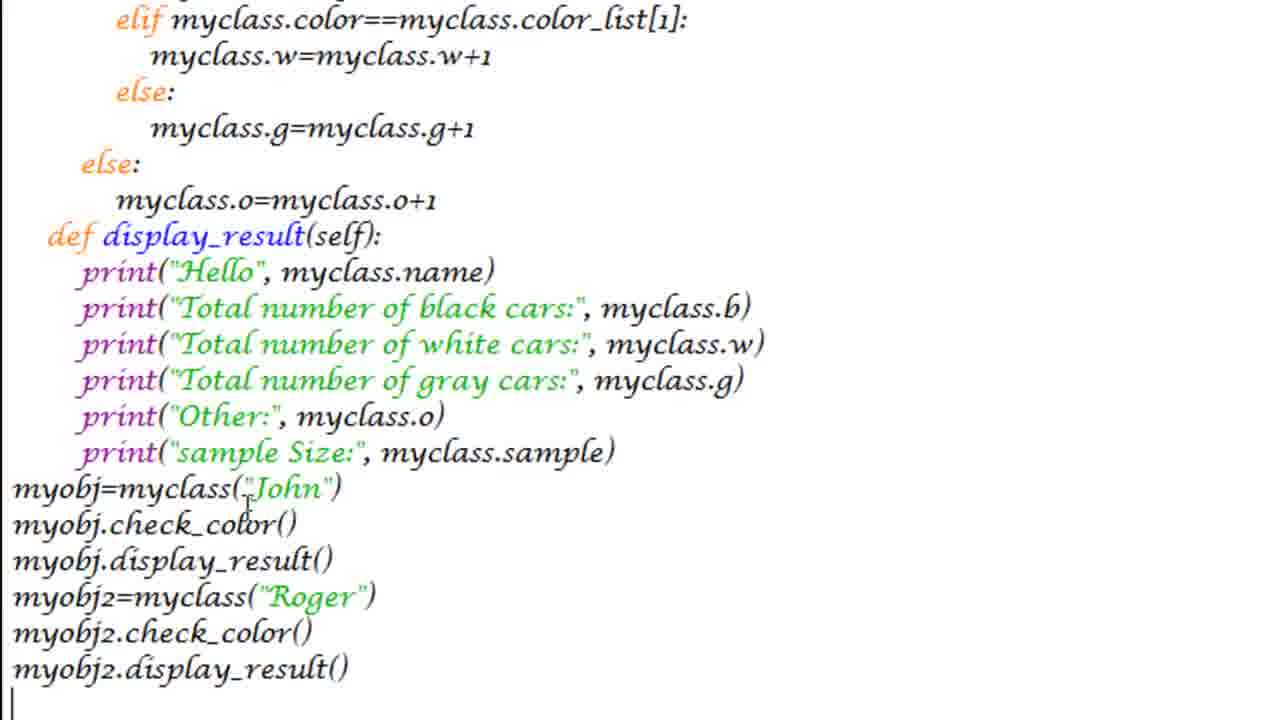 elif myclass.color==myclass.color_list[1]:
myclass.w=myclass.w+1
else:
myclass.g=myclass.g+1
else:
myclass.o=myclass.o+1
def display_result(self):
print("Hello", myclass.name)
print("Total number of black cars:", myclass.b)
print("Total number of white cars:", myclass.w)
print("Total number of gray cars:", myclass.g)
print("Other:", myclass.o)
print("sample Size:", myclass.sample)
myobj=myclass("John")
myobj.check_color()
myobj.display_result()
myobj2=myclass("Roger")
myobj2.check_color()
myobj2.display_result()